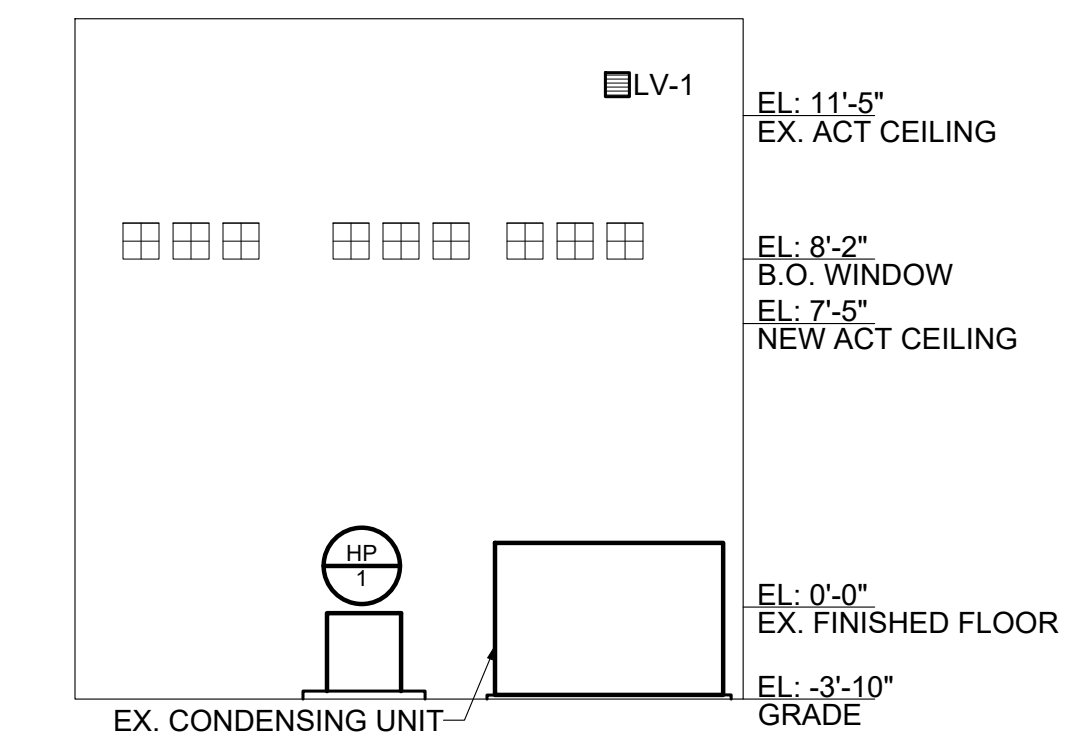 LV-1
EL: 11'-5"
EX. ACT CEILING
EL: 8'-2"
B.O. WINDOW
EL: 7'-5"
NEW ACT CEILING
HP
1
EL: 0'-0"
EX. FINISHED FLOOR
EL: -3'-10"
GRADE
EX. CONDENSING UNIT